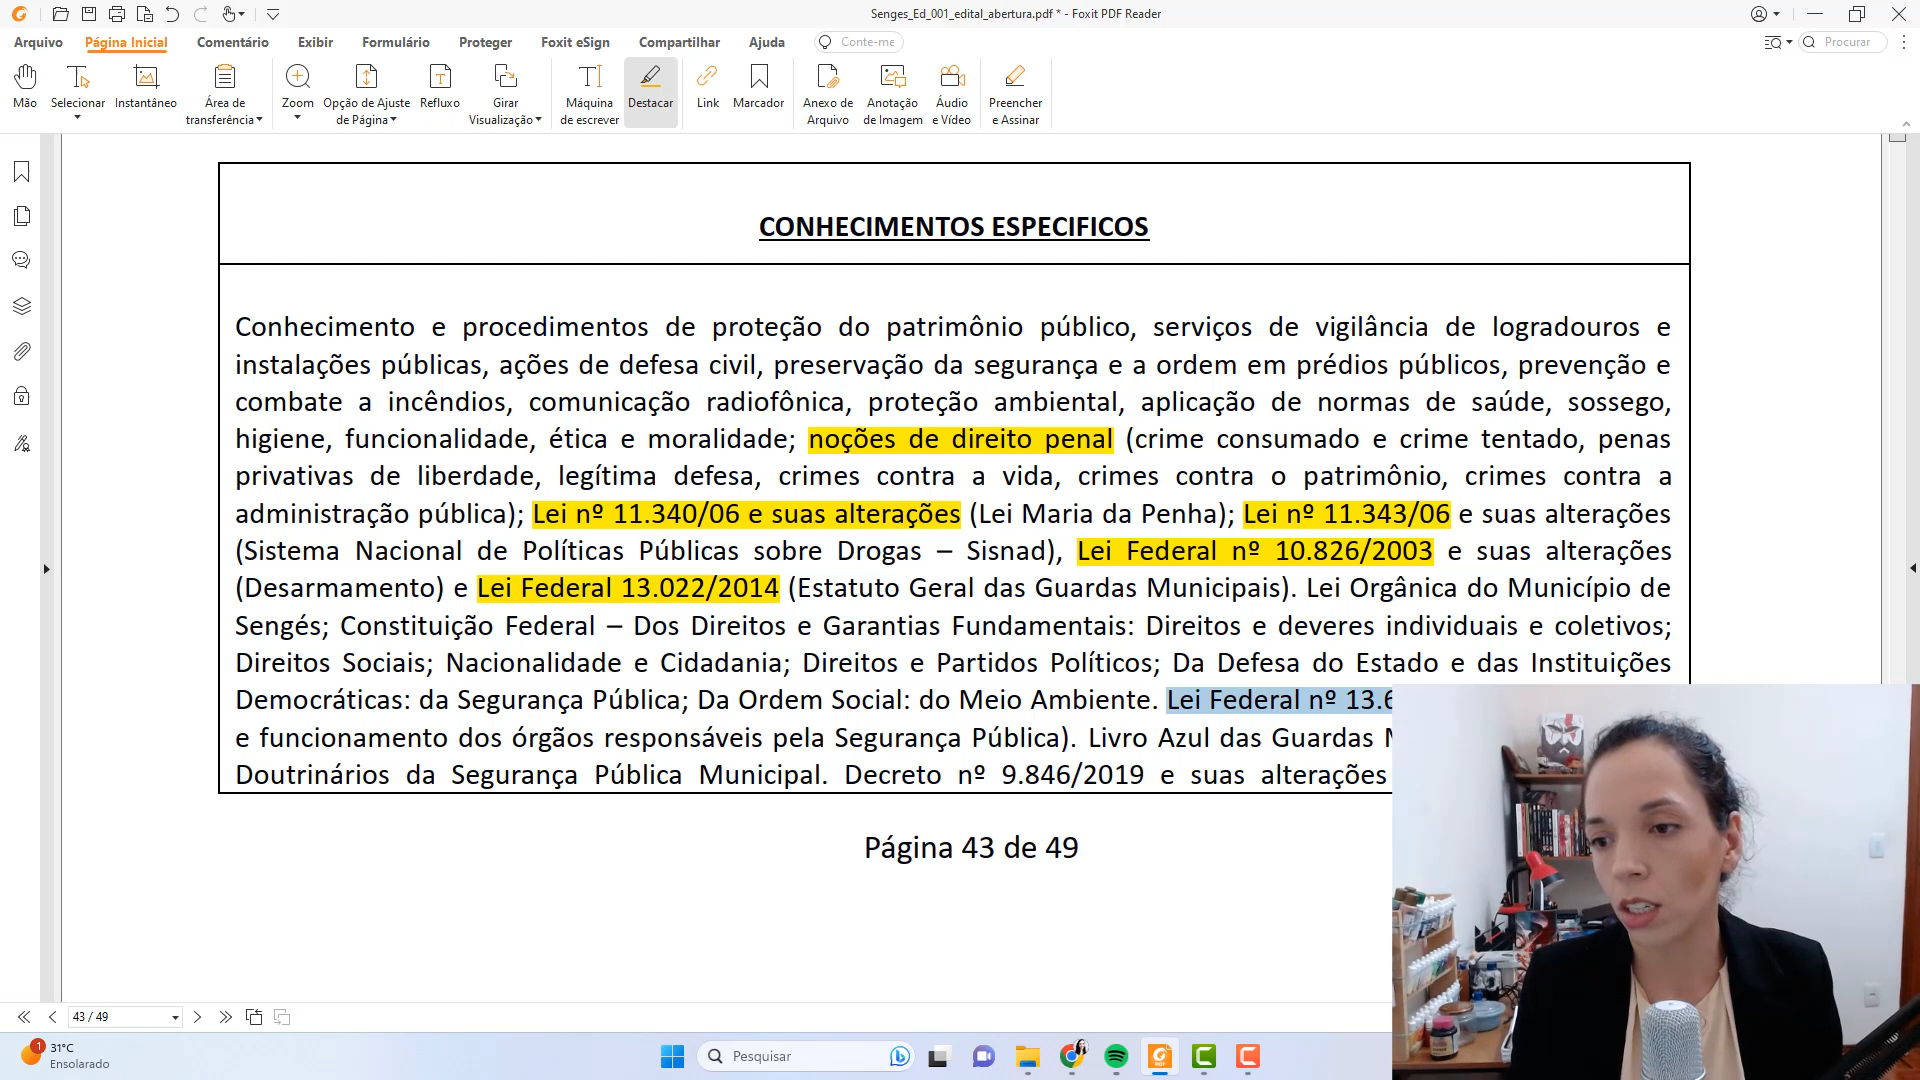 Senges_Ed_001_edital_abertura.pdf * - Foxit PDF Reader
Arquivo Página Inicial Comentário Exibir Formulário Proteger Foxit eSign Compartilhar Ajuda Conte-me Procurar
Mão
Selecionar
Instantâneo
Área de transferência
Zoom
Opção de Ajuste de Página
Refluxo
Girar Visualização
Máquina de escrever
Destacar
Link
Marcador
Anexo de Arquivo
Anotação de Imagem
Áudio e Vídeo
Preencher e Assinar
CONHECIMENTOS ESPECIFICOS
Conhecimento e procedimentos de proteção do patrimônio público, serviços de vigilância de logradouros e
instalações públicas, ações de defesa civil, preservação da segurança e a ordem em prédios públicos, prevenção e
combate a incêndios, comunicação radiofônica, proteção ambiental, aplicação de normas de saúde, sossego,
higiene, funcionalidade, ética e moralidade; noções de direito penal (crime consumado e crime tentado, penas
privativas de liberdade, legítima defesa, crimes contra a vida, crimes contra o patrimônio, crimes contra a
administração pública); Lei nº 11.340/06 e suas alterações (Lei Maria da Penha); Lei nº 11.343/06 e suas alterações
(Sistema Nacional de Políticas Públicas sobre Drogas – Sisnad), Lei Federal nº 10.826/2003 e suas alterações
(Desarmamento) e Lei Federal 13.022/2014 (Estatuto Geral das Guardas Municipais). Lei Orgânica do Município de
Sengés; Constituição Federal – Dos Direitos e Garantias Fundamentais: Direitos e deveres individuais e coletivos;
Direitos Sociais; Nacionalidade e Cidadania; Direitos e Partidos Políticos; Da Defesa do Estado e das Instituições
Democráticas: da Segurança Pública; Da Ordem Social: do Meio Ambiente. Lei Federal nº 13.6
e funcionamento dos órgãos responsáveis pela Segurança Pública). Livro Azul das Guardas M
Doutrinários da Segurança Pública Municipal. Decreto nº 9.846/2019 e suas alterações
Página 43 de 49
43 / 49
1
31°C
Ensolarado
Pesquisar